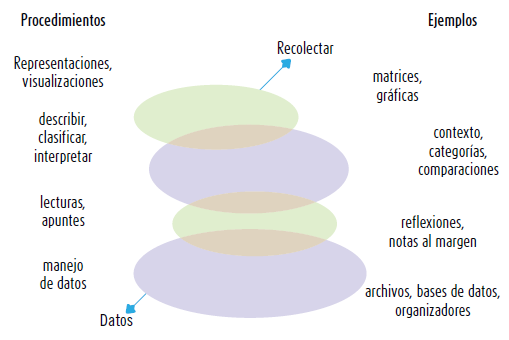 Procedimientos
Ejemplos
Recolectar
Representaciones,
visualizaciones
matrices,
gráficas
describir,
clasificar,
interpretar
contexto,
categorías,
comparaciones
lecturas,
apuntes
reflexiones,
notas al margen
manejo
de datos
archivos, bases de datos,
organizadores
Datos